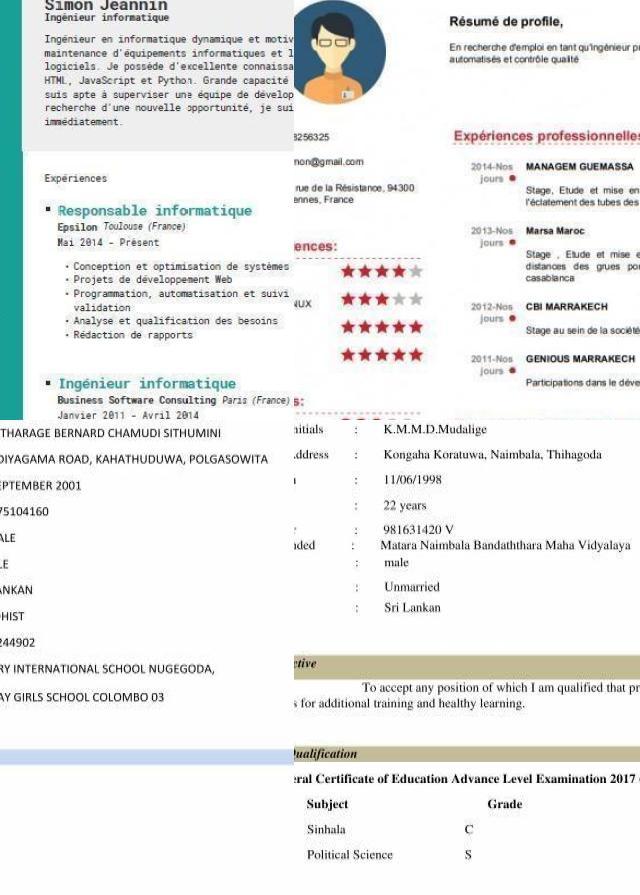 Simon Jeannin
Ingénieur informatique
Ingénieur en informatique dynamique et motiv
maintenance d'équipements informatiques et l
logiciels. Je possède d'excellente connaissa
HTML, JavaScript et Python. Grande capacité
suis apte à superviser une équipe de dévelop
recherche d'une nouvelle opportunité, je sui
immédiatement.
Expériences
Responsable informatique
Epsilon Toulouse (France)
Mai 2014 - Présent
• Conception et optimisation de systèmes
• Projets de développement Web
• Programmation, automatisation et suivi
validation
• Analyse et qualification des besoins
• Rédaction de rapports
Ingénieur informatique
Business Software Consulting Paris (France)
Janvier 2011 - Avril 2014
Résumé de profile,
En recherche d'emploi en tant qu'ingénieur pr
automatisés et contrôle qualité
8256325
non@gmail.com
rue de la Résistance, 94300
ennes, France
ences:
NUX
s:
Expériences professionnelles
2014-Nos jours MANAGEM GUEMASSA
Stage, Etude et mise en
l'éclatement des tubes des
2013-Nos jours Marsa Maroc
Stage , Etude et mise e
distances des grues po
casablanca
2012-Nos jours CBI MARRAKECH
Stage au sein de la société
2011-Nos jours GENIOUS MARRAKECH
Participations dans le déve
THARAGE BERNARD CHAMUDI SITHUMINI
DIYAGAMA ROAD, KAHATHUDUWA, POLGASOWITA
EPTEMBER 2001
75104160
ALE
LE
ANKAN
HIST
244902
RY INTERNATIONAL SCHOOL NUGEGODA,
AY GIRLS SCHOOL COLOMBO 03
nitials : K.M.M.D.Mudalige
address : Kongaha Koratuwa, Naimbala, Thihagoda
: 11/06/1998
: 22 years
: 981631420 V
nded : Matara Naimbala Bandaththara Maha Vidyalaya
: male
: Unmarried
: Sri Lankan
ctive
To accept any position of which I am qualified that pr
s for additional training and healthy learning.
ualification
eral Certificate of Education Advance Level Examination 2017
Subject Grade
Sinhala C
Political Science S